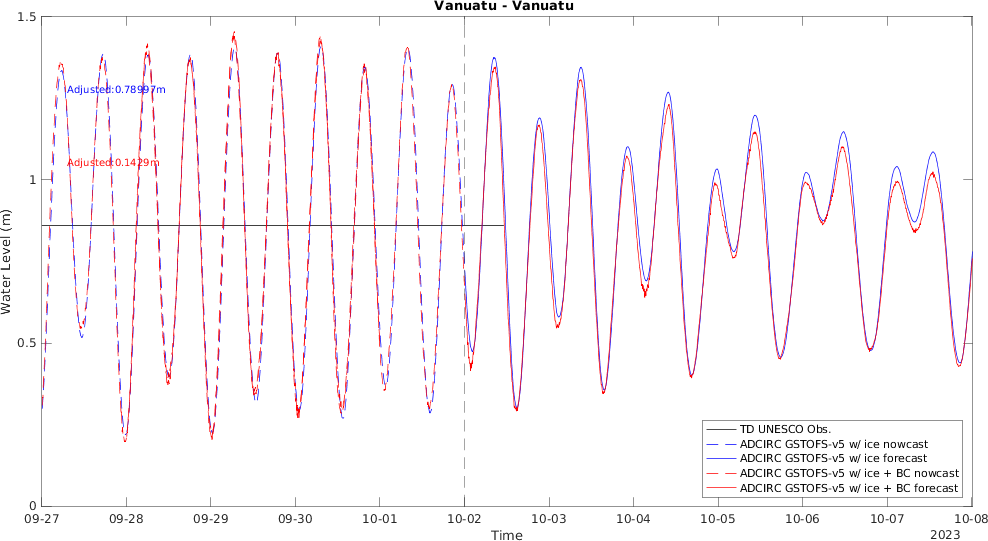 Vanuatu - Vanuatu
1.5
Adjusted:0.78997m
Adjusted:0.1429m
1
Water Level (m)
0.5
0
TD UNESCO Obs.
ADCIRC GSTOFS-v5 w/ ice nowcast
ADCIRC GSTOFS-v5 w/ ice forecast
ADCIRC GSTOFS-v5 w/ ice + BC nowcast
ADCIRC GSTOFS-v5 w/ ice + BC forecast
09-27 09-28 09-29 09-30 10-01 10-02 10-03 10-04 10-05 10-06 10-07 10-08
Time
2023